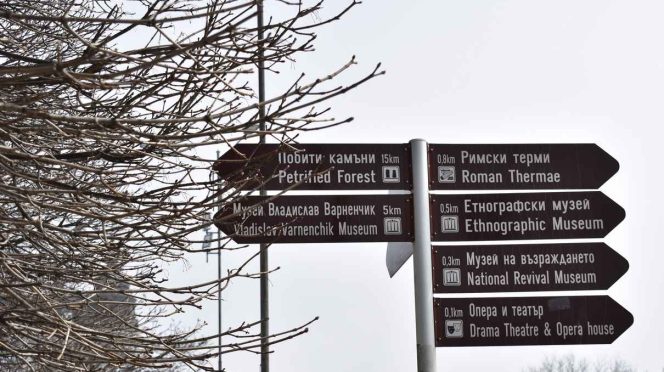 Побити камъни 15km
Petrified Forest
Музей Владислав Варненчик 5km
Vladislav Varnenchik Museum
0,8km Римски терми
Roman Thermae
0,5km Етнографски музей
Ethnographic Museum
0,3km Музей на възраждането
National Revival Museum
0,1km Опера и театър
Drama Theatre & Opera house